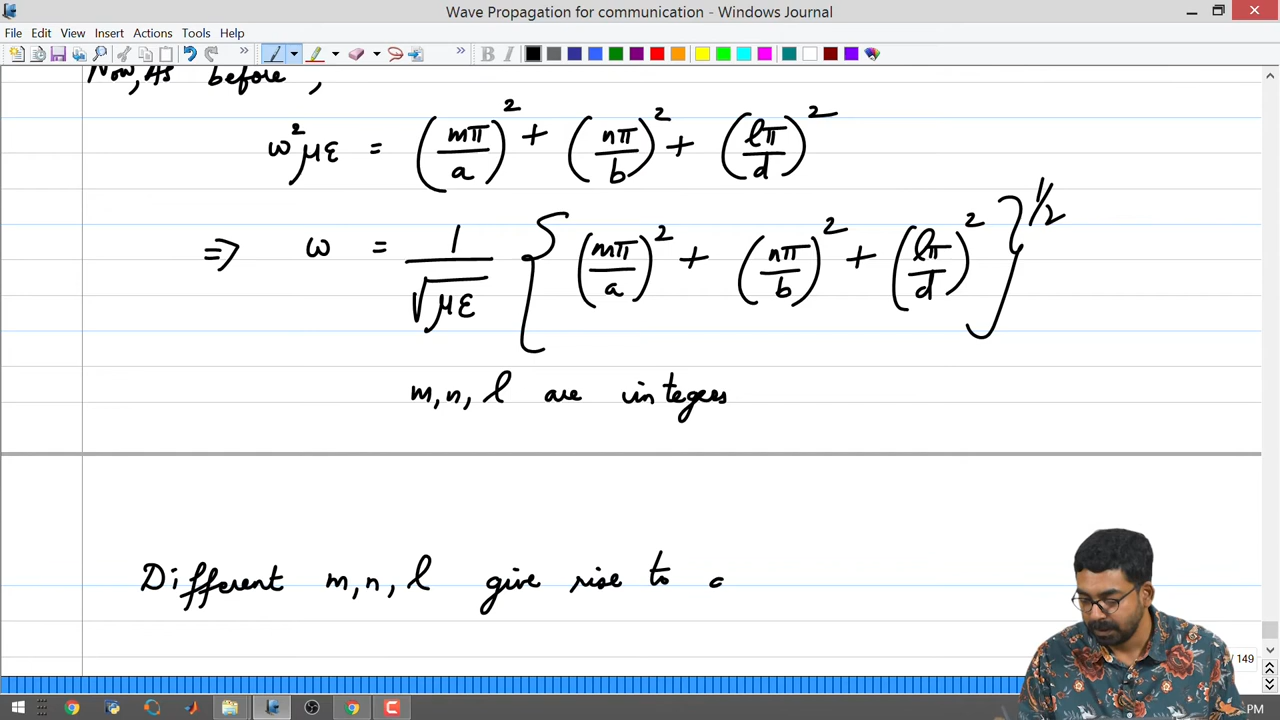 Wave Propagation for communication - Windows Journal
File Edit View Insert Actions Tools Help
Now, As before,
ω²με = (mπ/a)² + (nπ/b)² + (lπ/d)²
⇒ ω = 1/√με {(mπ/a)² + (nπ/b)² + (lπ/d)²}^1/2
m, n, l are integers
Different m, n, l give rise to
/ 149
PM